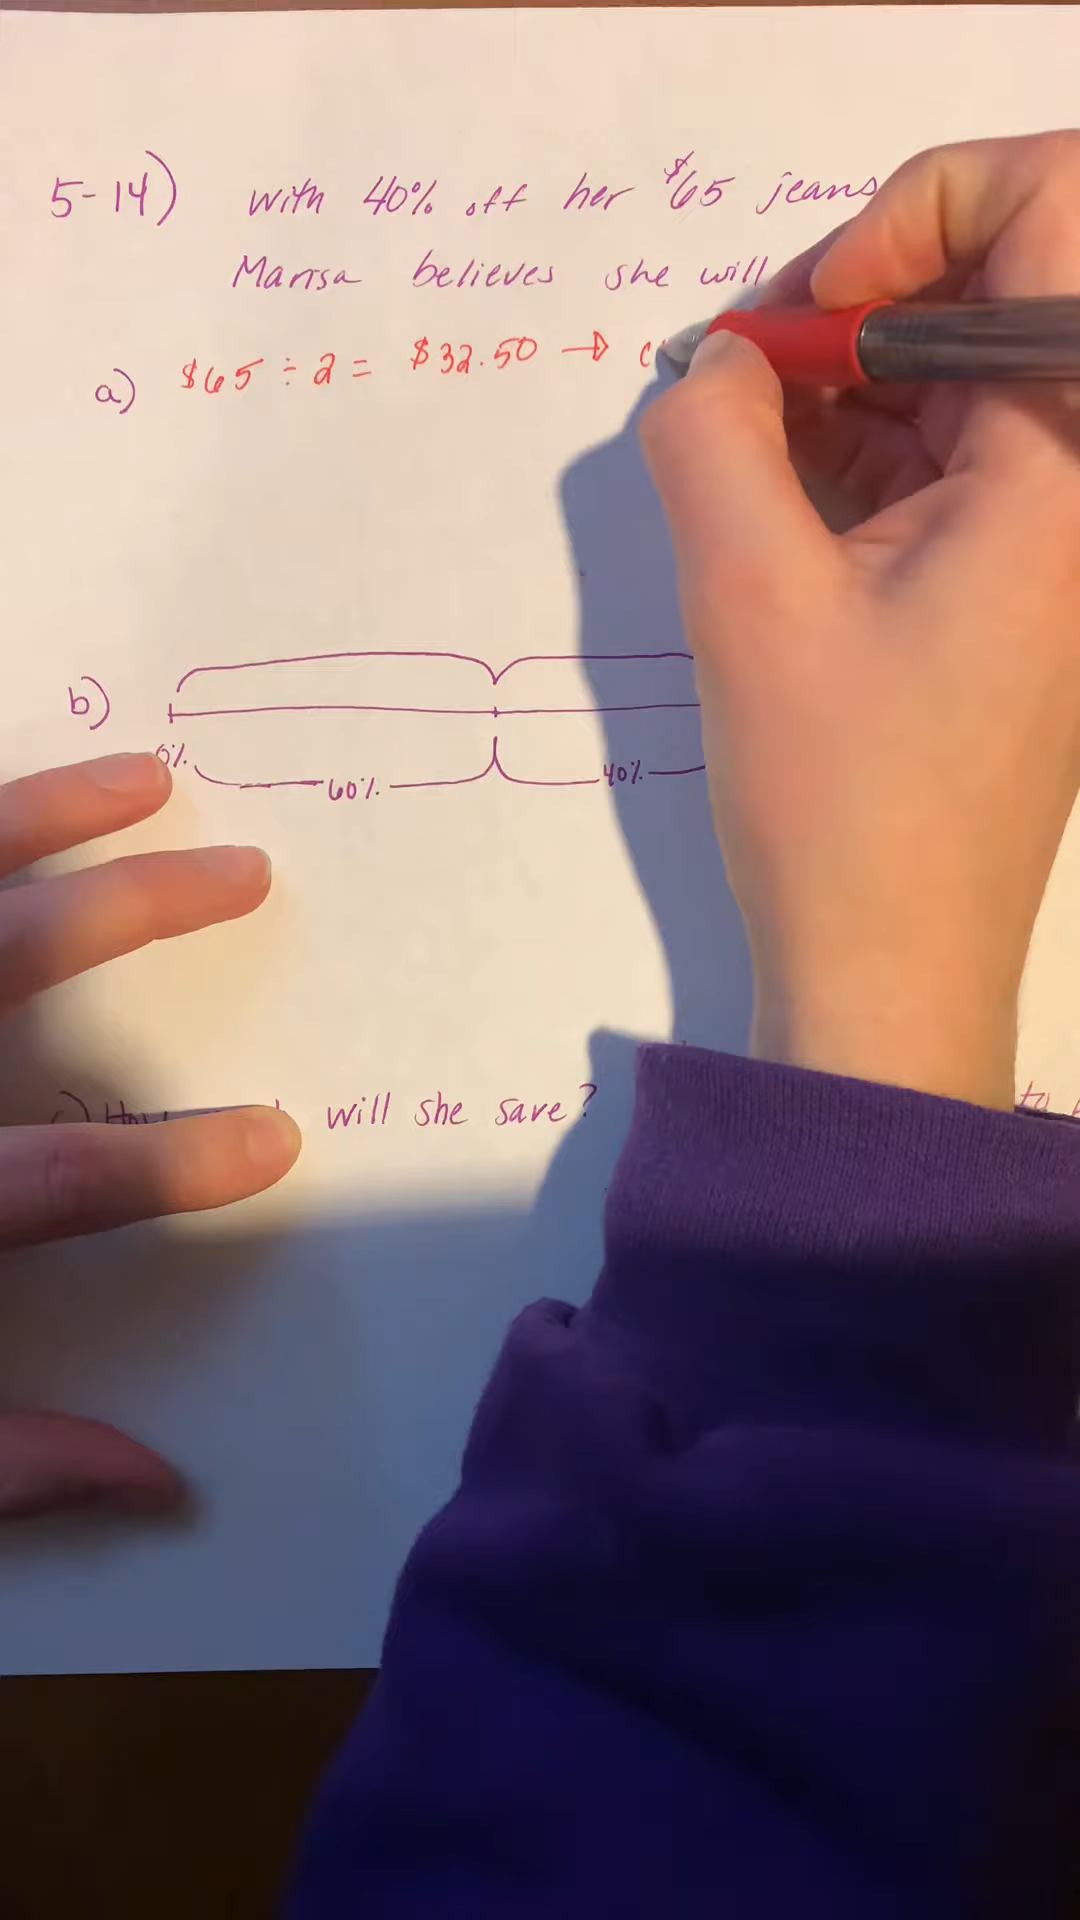 5-14) with 40% off her $65 jeans
Marisa believes she will
a) $65 ÷ 2 = $32.50 →
b)
0%
60%
40%
will she save?
to